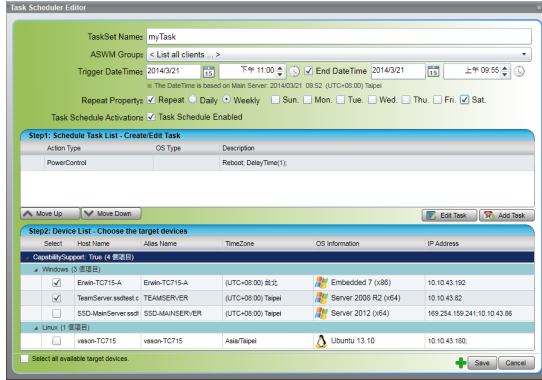 Task Scheduler Editor
TaskSet Name: myTask
ASWM Group: < List all clients ... >
Trigger DateTime: 2014/3/21 15 下午 11:00 End DateTime 2014/3/21 15 上午 09:55
※ The DateTime is based on Main Server: 2014/03/21 09:52 (UTC+08:00) Taipei
Repeat Property: Repeat Daily Weekly Sun. Mon. Tue. Wed. Thu. Fri. Sat.
Task Schedule Activation: Task Schedule Enabled
Step1: Schedule Task List - Create/Edit Task
Action Type OS Type Description
PowerControl Reboot; DelayTime(1);
Move Up Move Down Edit Task Add Task
Step2: Device List - Choose the target devices
Select Host Name Alias Name TimeZone OS Information IP Address
CapabilitySupport: True (4 個項目)
Windows (3 個項目)
Erwin-TC715-A Erwin-TC715-A (UTC+08:00) 台北 Embedded 7 (x86) 10.10.43.192
TeamServer.ssdtest.c TEAMSERVER (UTC+08:00) Taipei Server 2008 R2 (x64) 10.10.43.82
SSD-MainServer.ssdt SSD-MAINSERVER (UTC+08:00) Taipei Server 2012 (x64) 169.254.159.241;10.10.43.86
Linux (1 個項目)
vason-TC715 vason-TC715 Asia/Taipei Ubuntu 13.10 10.10.43.180;
Select all available target devices.
Save Cancel